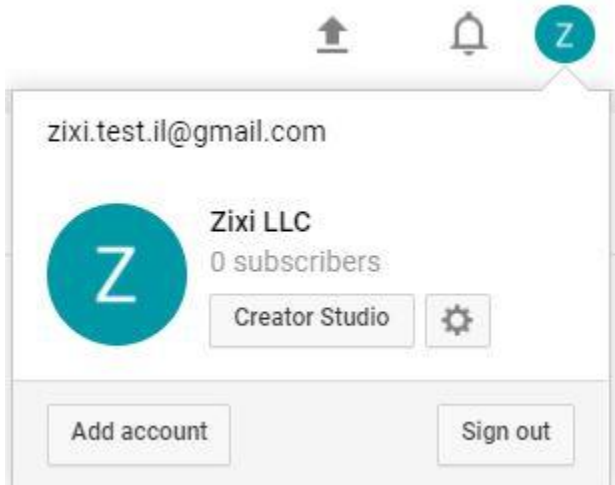 Z
zixi.test.il@gmail.com
Z
Zixi LLC
0 subscribers
Creator Studio
Add account
Sign out